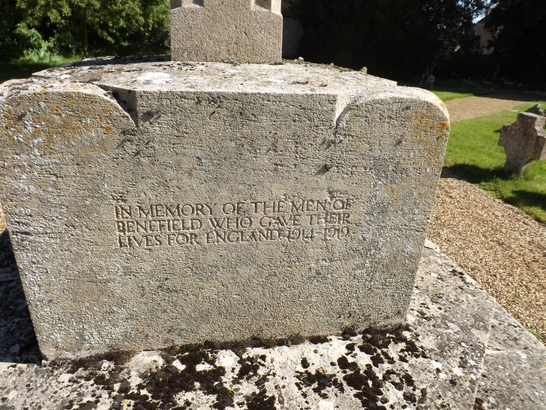 IN MEMORY OF THE MEN OF
BENEFIELD WHO GAVE THEIR
LIVES FOR ENGLAND 1914 1919